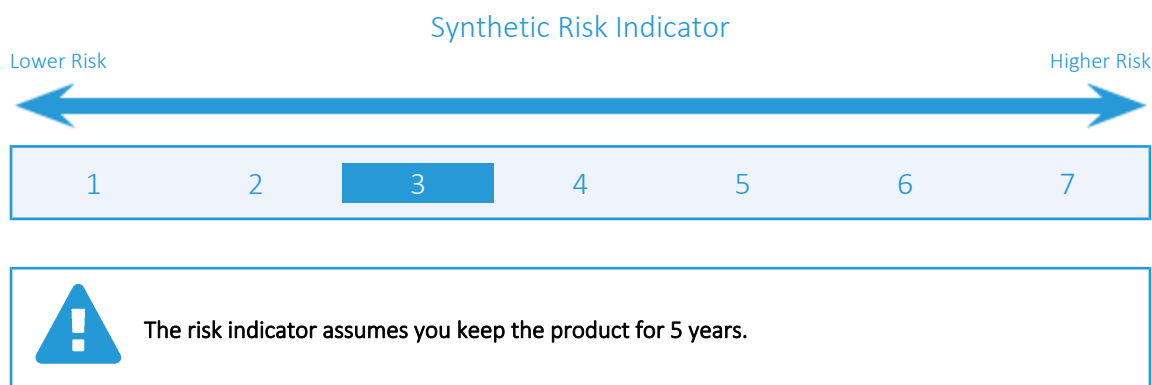 Synthetic Risk Indicator
Lower Risk Higher Risk
1 2 3 4 5 6 7
The risk indicator assumes you keep the product for 5 years.